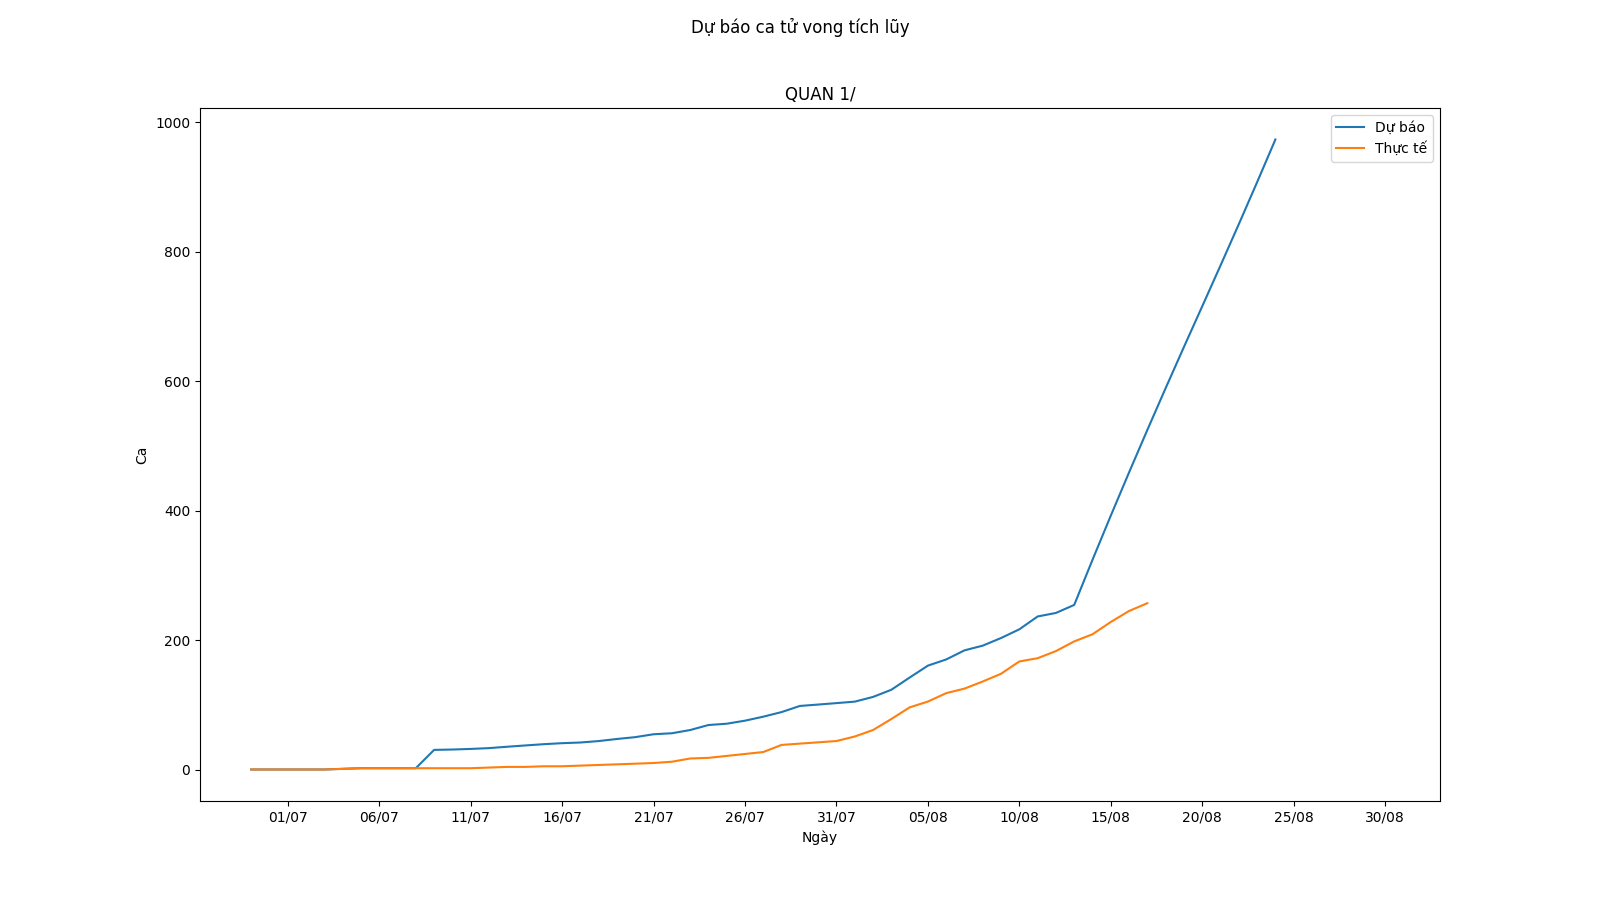 Dự báo ca tử vong tích lũy
QUAN 1/
1000
800
600
400
200
0
Ca
Dự báo
Thực tế
01/07 06/07 11/07 16/07 21/07 26/07 31/07 05/08 10/08 15/08 20/08 25/08 30/08
Ngày